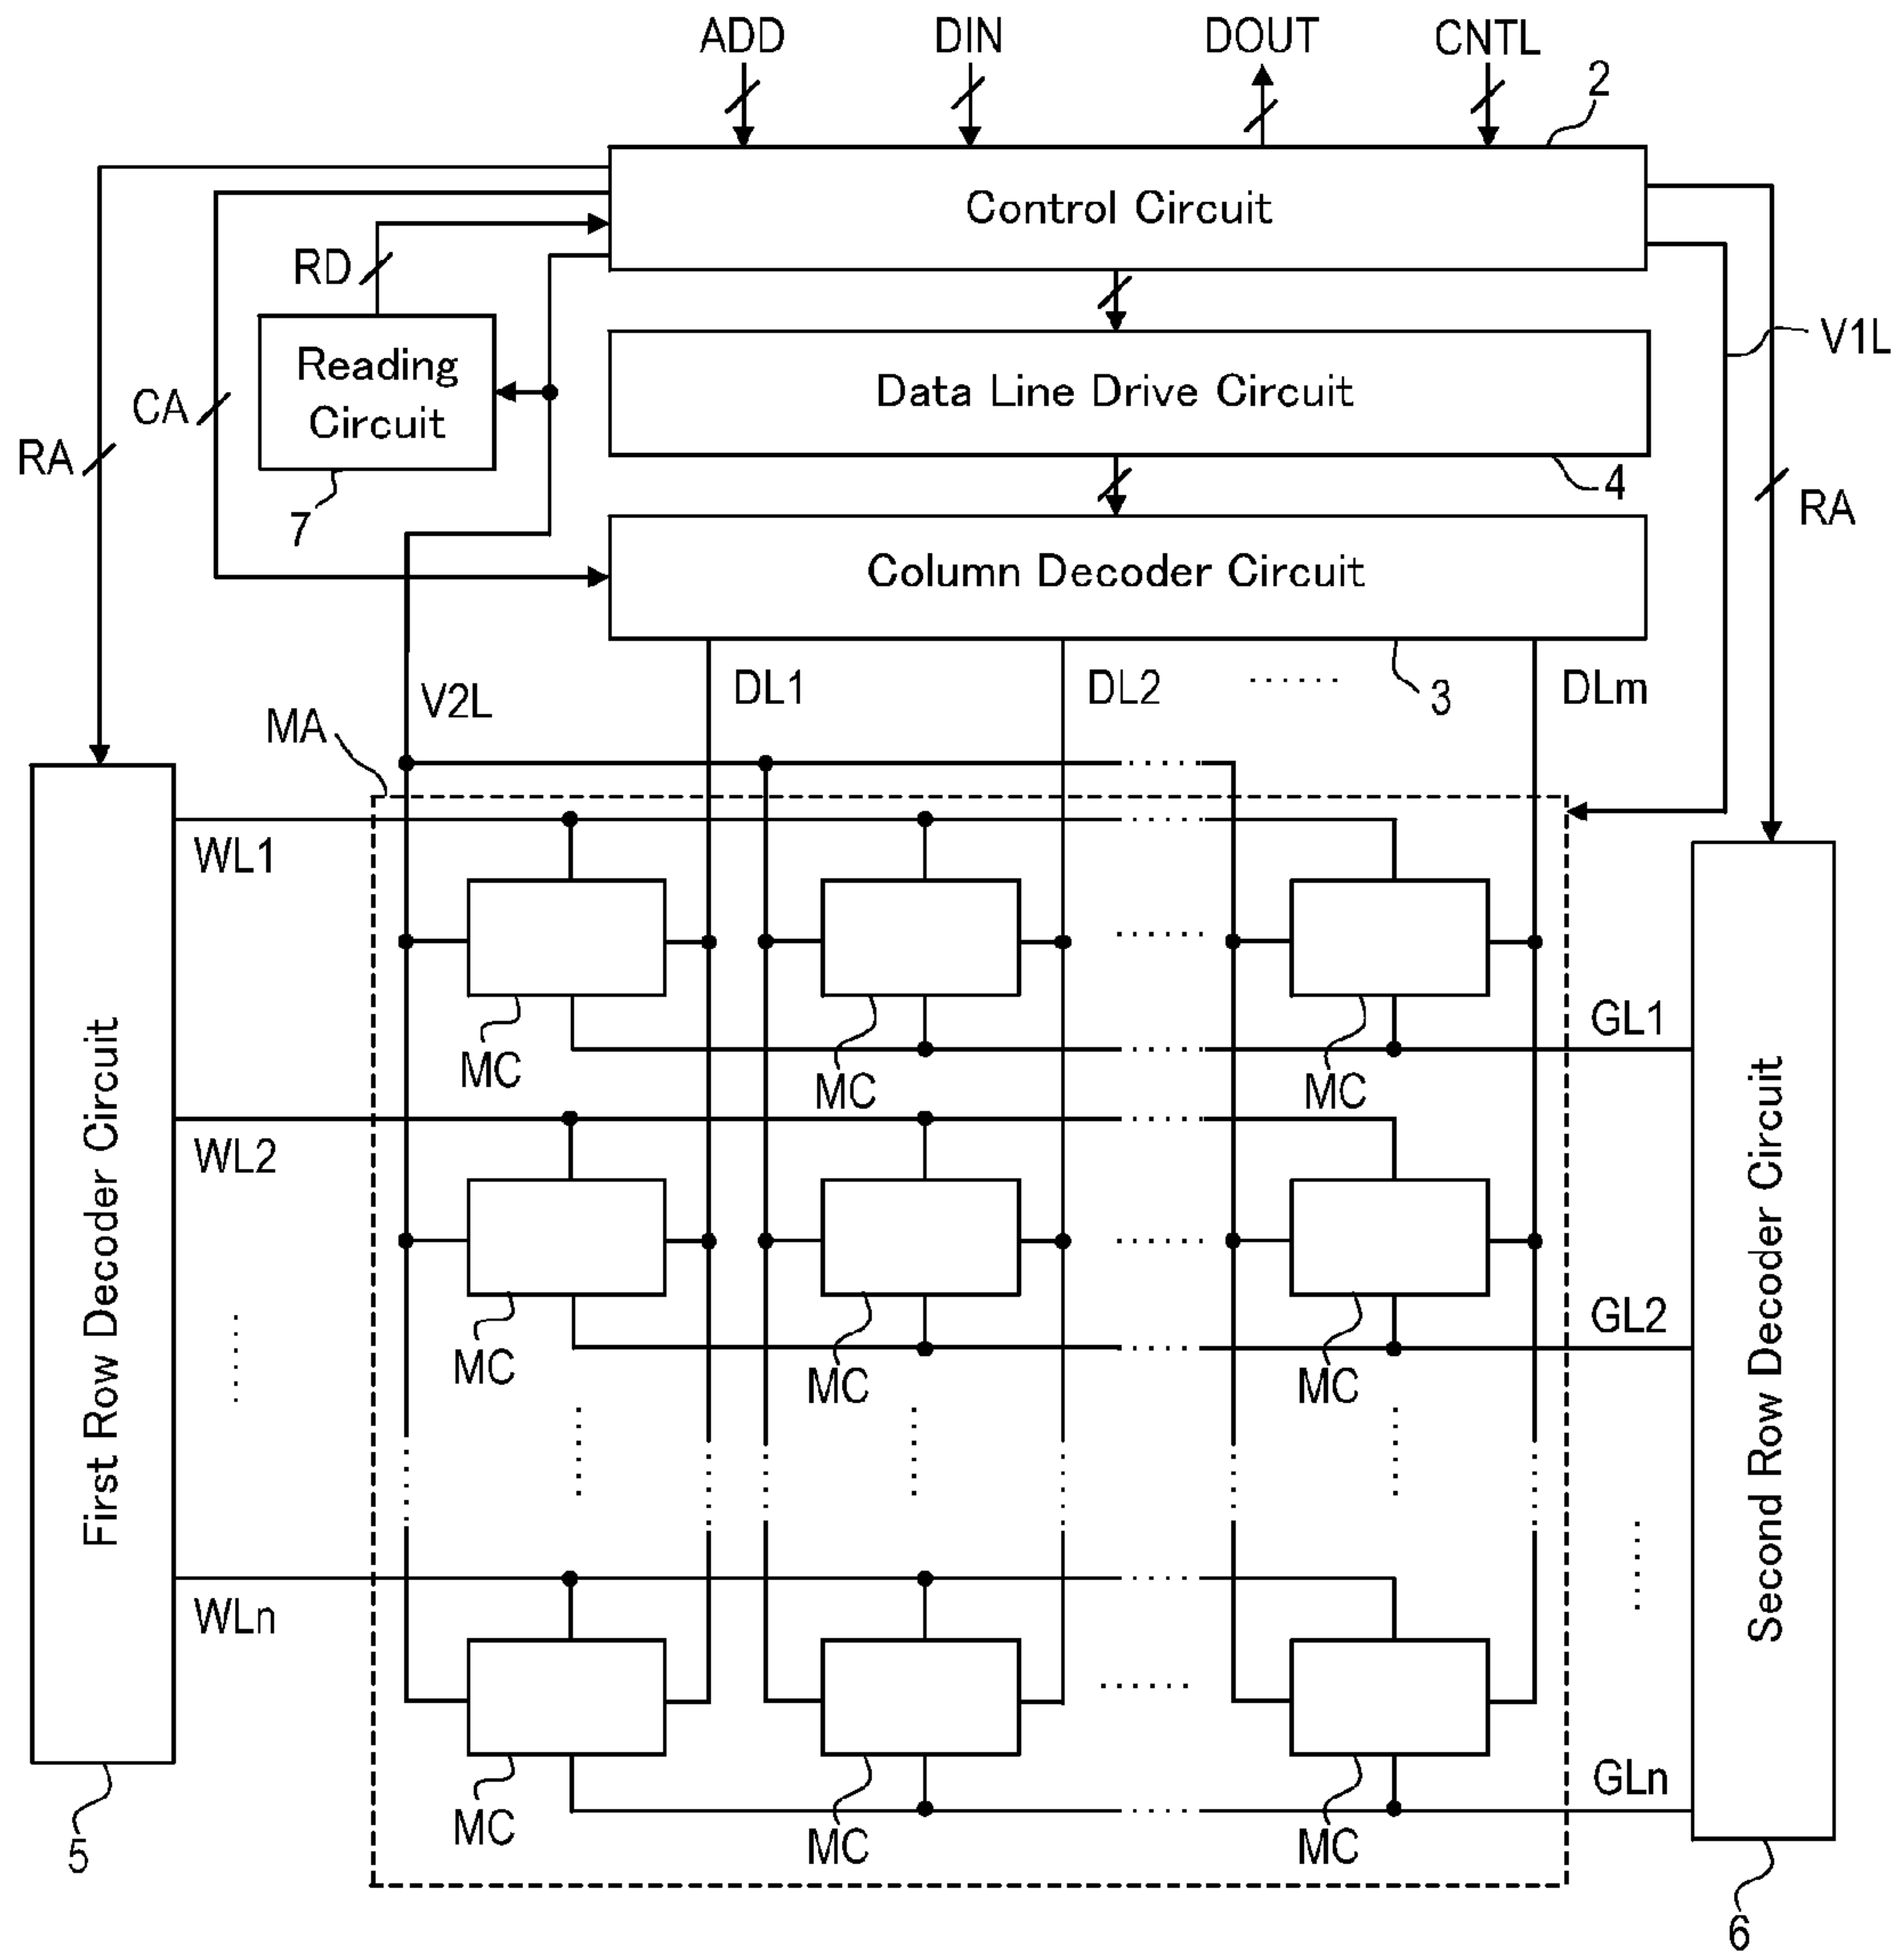 ADD DIN DOUT CNTL
2
Control Circuit
RD
Reading
Circuit
V1L
Data Line Drive Circuit
CA
RA
4
7
RA
Column Decoder Circuit
V2L DL1 DL2 ...... 3 DLm
MA
WL1
GL1
MC MC MC
WL2
GL2
MC MC MC
First Row Decoder Circuit
Second Row Decoder Circuit
WLn
GLn
MC MC MC
5
6